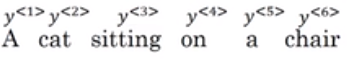 y<1> y<2> y<3> y<4> y<5> y<6>
A cat sitting on a chair